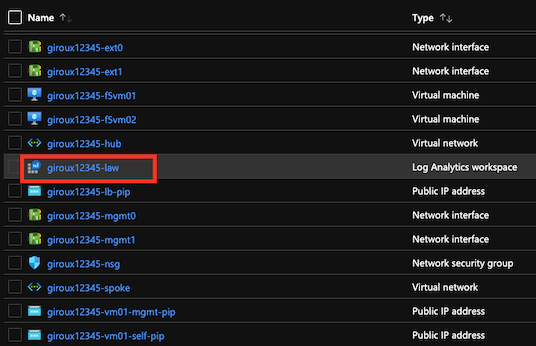 Name ↑↓ Type ↑↓
giroux12345-ext0 Network interface
giroux12345-ext1 Network interface
giroux12345-f5vm01 Virtual machine
giroux12345-f5vm02 Virtual machine
giroux12345-hub Virtual network
giroux12345-law Log Analytics workspace
giroux12345-lb-pip Public IP address
giroux12345-mgmt0 Network interface
giroux12345-mgmt1 Network interface
giroux12345-nsg Network security group
giroux12345-spoke Virtual network
giroux12345-vm01-mgmt-pip Public IP address
giroux12345-vm01-self-pip Public IP address